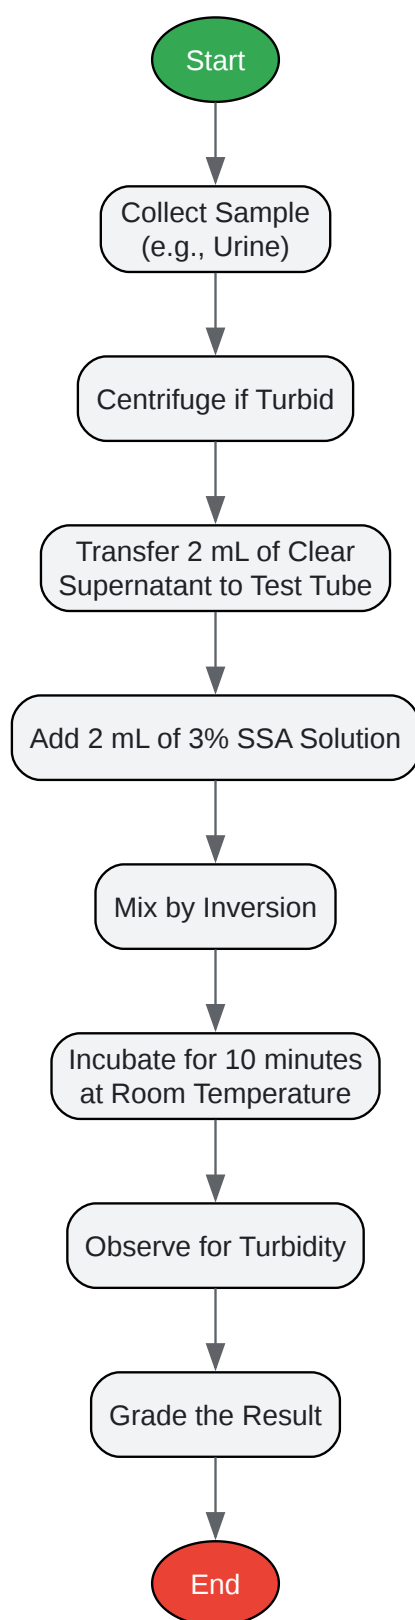 Start
Collect Sample
(e.g., Urine)
Centrifuge if Turbid
Transfer 2 mL of Clear
Supernatant to Test Tube
Add 2 mL of 3% SSA Solution
Mix by Inversion
Incubate for 10 minutes
at Room Temperature
Observe for Turbidity
Grade the Result
End